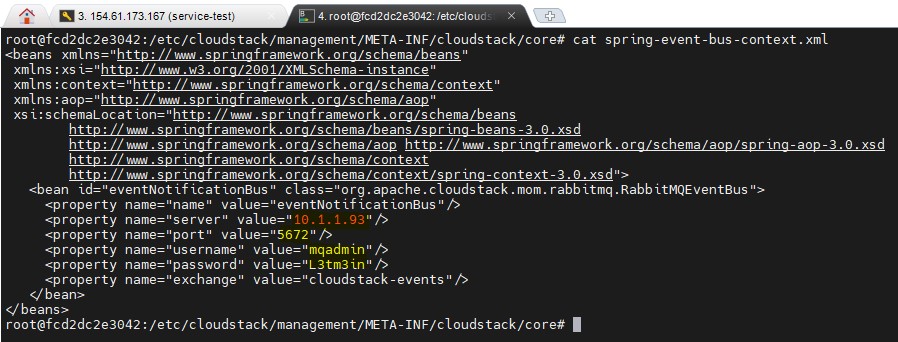 3. 154.61.173.167 (service-test)
4. root@fcd2dc2e3042: /etc/clouds
root@fcd2dc2e3042:/etc/cloudstack/management/META-INF/cloudstack/core# cat spring-event-bus-context.xml
<beans xmlns="http://www.springframework.org/schema/beans"
 xmlns:xsi="http://www.w3.org/2001/XMLSchema-instance"
 xmlns:context="http://www.springframework.org/schema/context"
 xmlns:aop="http://www.springframework.org/schema/aop"
 xsi:schemaLocation="http://www.springframework.org/schema/beans
        http://www.springframework.org/schema/beans/spring-beans-3.0.xsd
        http://www.springframework.org/schema/aop http://www.springframework.org/schema/aop/spring-aop-3.0.xsd
        http://www.springframework.org/schema/context
        http://www.springframework.org/schema/context/spring-context-3.0.xsd">
   <bean id="eventNotificationBus" class="org.apache.cloudstack.mom.rabbitmq.RabbitMQEventBus">
     <property name="name" value="eventNotificationBus"/>
     <property name="server" value="10.1.1.93"/>
     <property name="port" value="5672"/>
     <property name="username" value="mqadmin"/>
     <property name="password" value="L3tm3in"/>
     <property name="exchange" value="cloudstack-events"/>
   </bean>
</beans>
root@fcd2dc2e3042:/etc/cloudstack/management/META-INF/cloudstack/core#